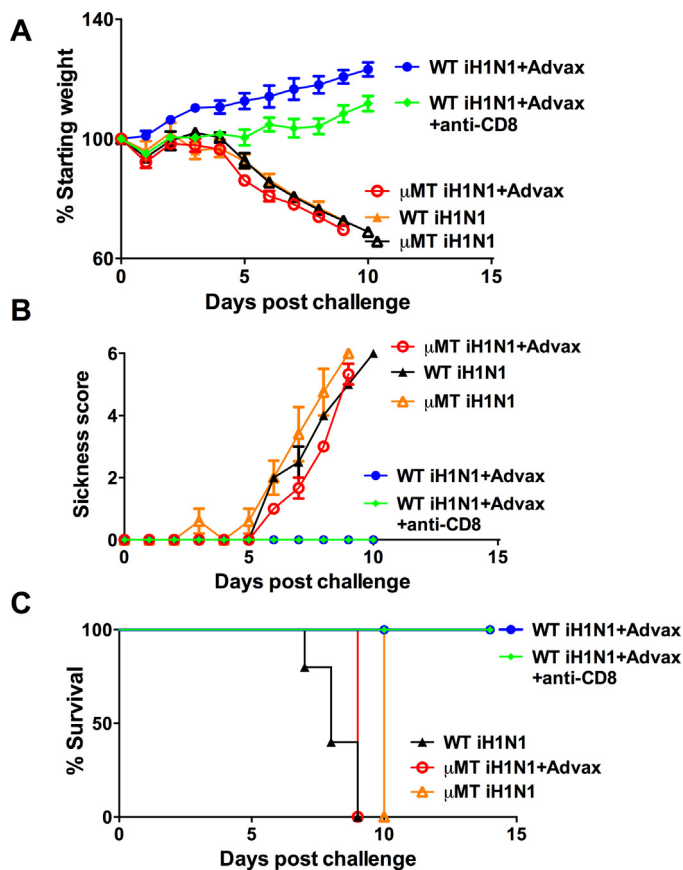 A
140
100
60
% Starting weight
0
5
10
15
Days post challenge
WT iH1N1+Advax
WT iH1N1+Advax
+anti-CD8
μMT iH1N1+Advax
WT iH1N1
μMT iH1N1
B
6
4
2
0
Sickness score
0
5
10
15
Days post challenge
μMT iH1N1+Advax
WT iH1N1
μMT iH1N1
WT iH1N1+Advax
WT iH1N1+Advax
+anti-CD8
C
100
50
0
% Survival
0
5
10
15
Days post challenge
WT iH1N1+Advax
WT iH1N1+Advax
+anti-CD8
WT iH1N1
μMT iH1N1+Advax
μMT iH1N1